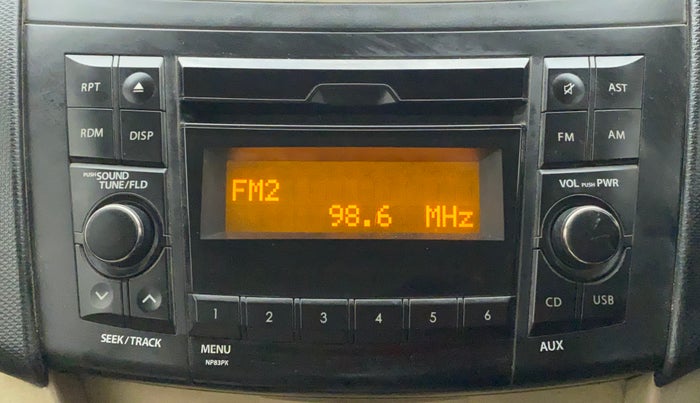 RPT
AST
RDM DISP
FM AM
PUSH SOUND
TUNE/FLD
VOL PUSH PWR
FM2
98.6 MHz
CD USB
1 2 3 4 5 6
SEEK/TRACK
MENU
AUX
NP83PK